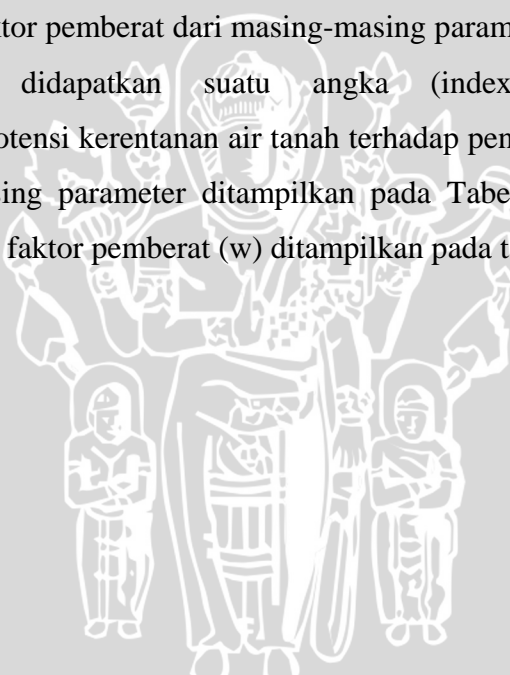 ktor pemberat dari masing-masing param
didapatkan suatu angka (index
otensi kerentanan air tanah terhadap pen
sing parameter ditampilkan pada Tabe
faktor pemberat (w) ditampilkan pada t